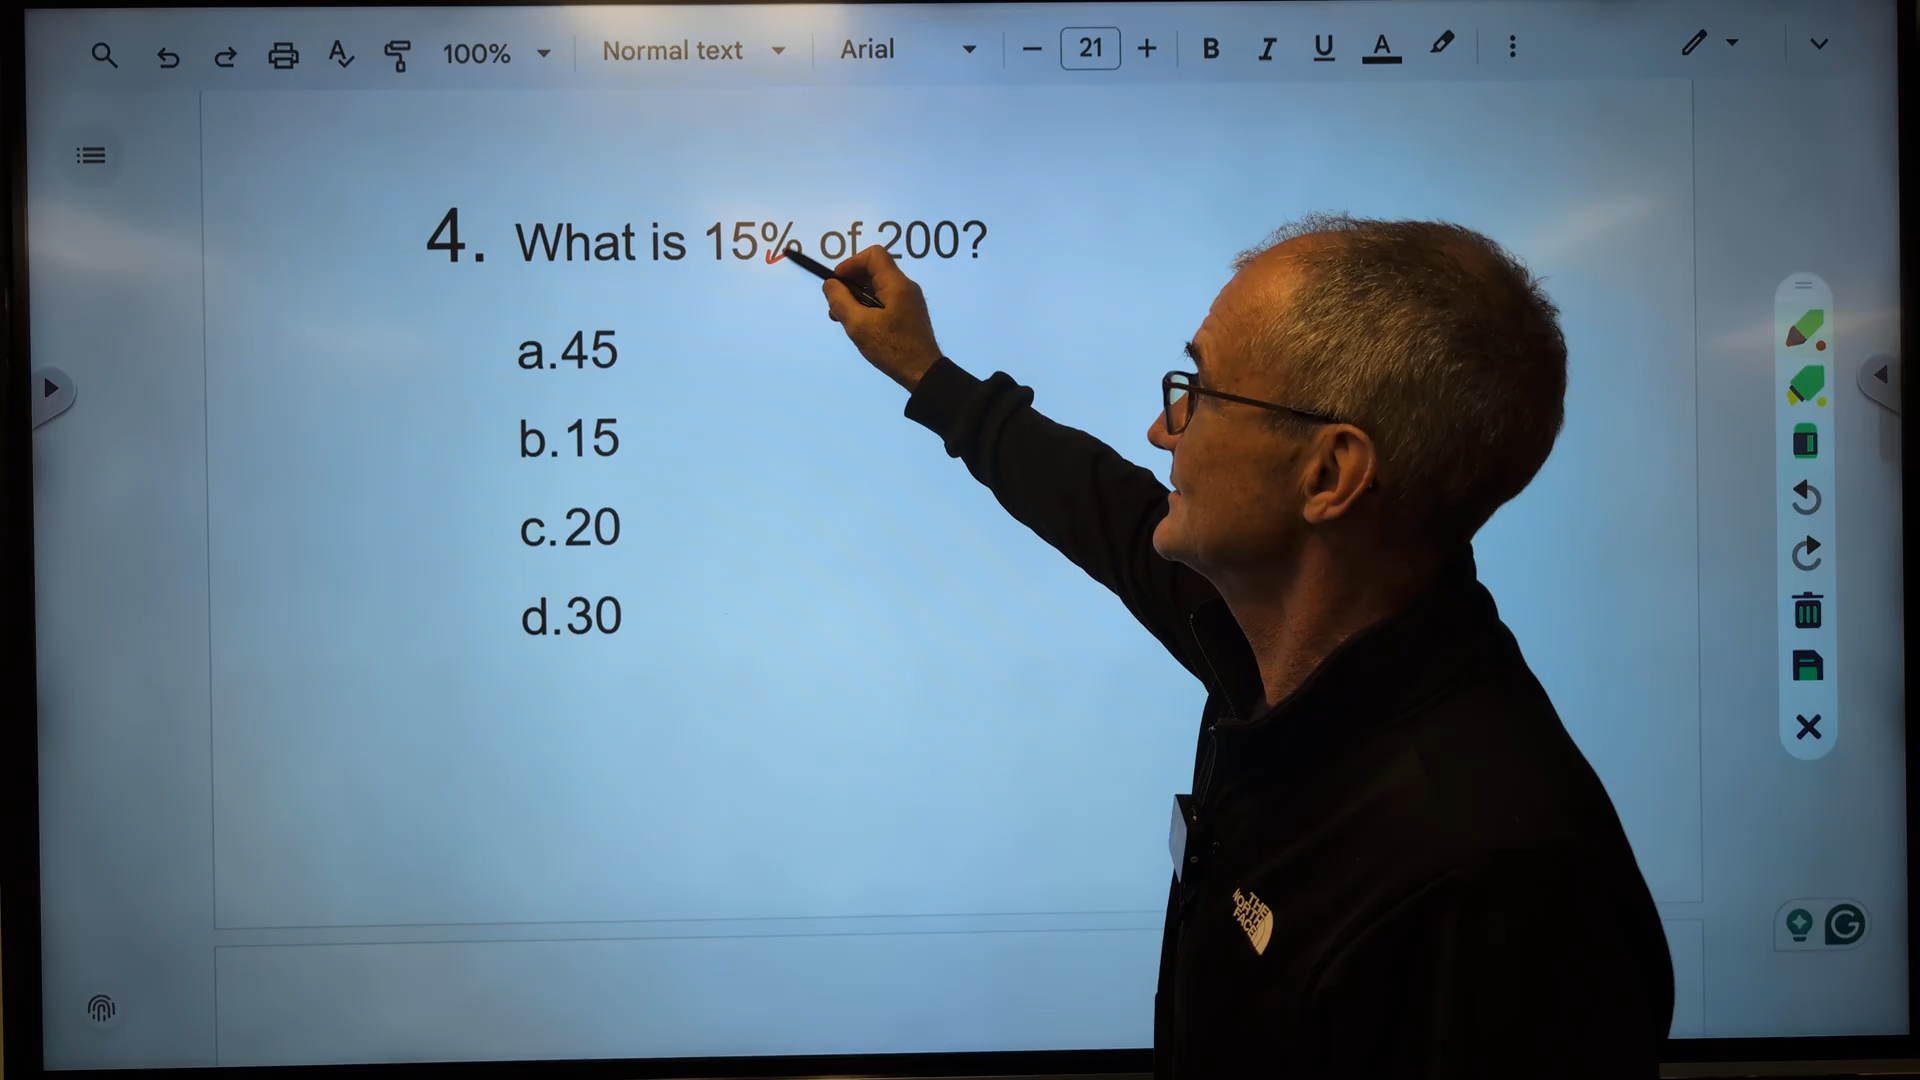 100% Normal text Arial 21 B I U A
4. What is 15% of 200?
a.45
b.15
c.20
d.30
THE
NORTH
FACE
G